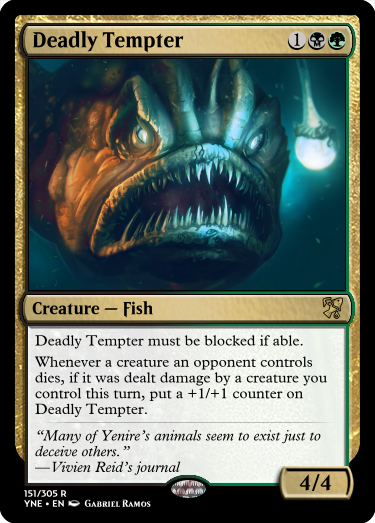 Deadly Tempter 1
Creature — Fish
Deadly Tempter must be blocked if able.
Whenever a creature an opponent controls
dies, if it was dealt damage by a creature you
control this turn, put a +1/+1 counter on
Deadly Tempter.
“Many of Yenire’s animals seem to exist just to
deceive others.”
—Vivien Reid’s journal
4/4
151/305 R
YNE • EN Gabriel Ramos